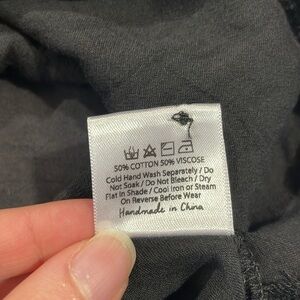 50% COTTON 50% VISCOSE
Cold Hand Wash Separately / Do
Not Soak / Do Not Bleach / Dry
Flat in Shade / Cool Iron or Steam
On Reverse Before Wear
Handmade in China